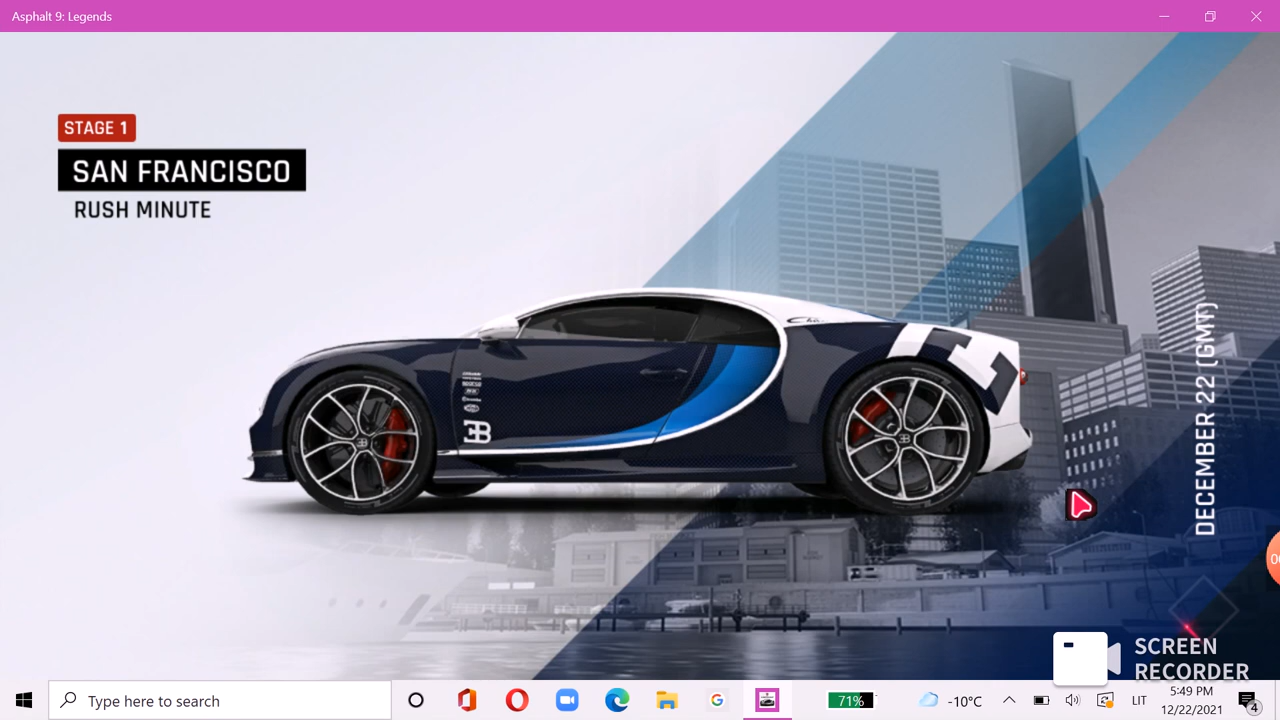 Asphalt 9: Legends
STAGE 1
SAN FRANCISCO
RUSH MINUTE
DECEMBER 22 (GMT)
SCREEN
RECORDER
Type here to search
71%
-10°C
LIT
5:49 PM
12/22/2021
4